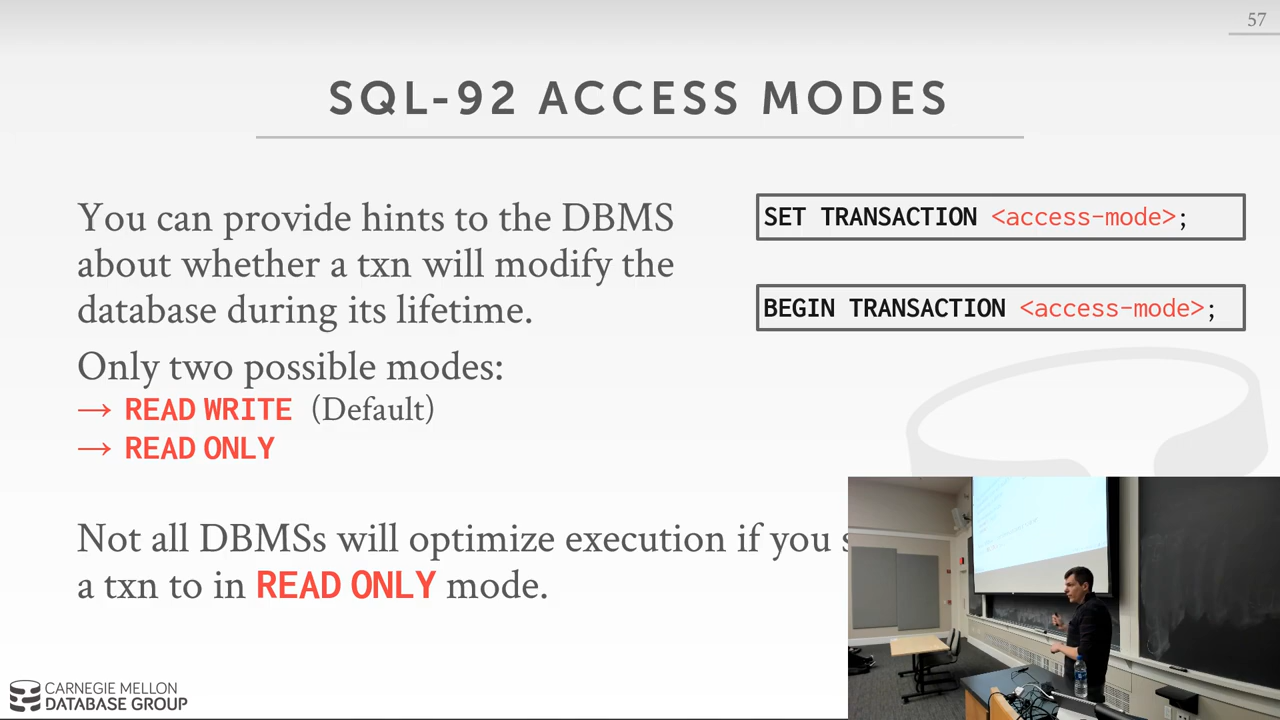 57
SQL-92 ACCESS MODES
You can provide hints to the DBMS
about whether a txn will modify the
database during its lifetime.
Only two possible modes:
→ READ WRITE (Default)
→ READ ONLY
Not all DBMSs will optimize execution if you
a txn to in READ ONLY mode.
SET TRANSACTION <access-mode>;
BEGIN TRANSACTION <access-mode>;
CARNEGIE MELLON
DATABASE GROUP